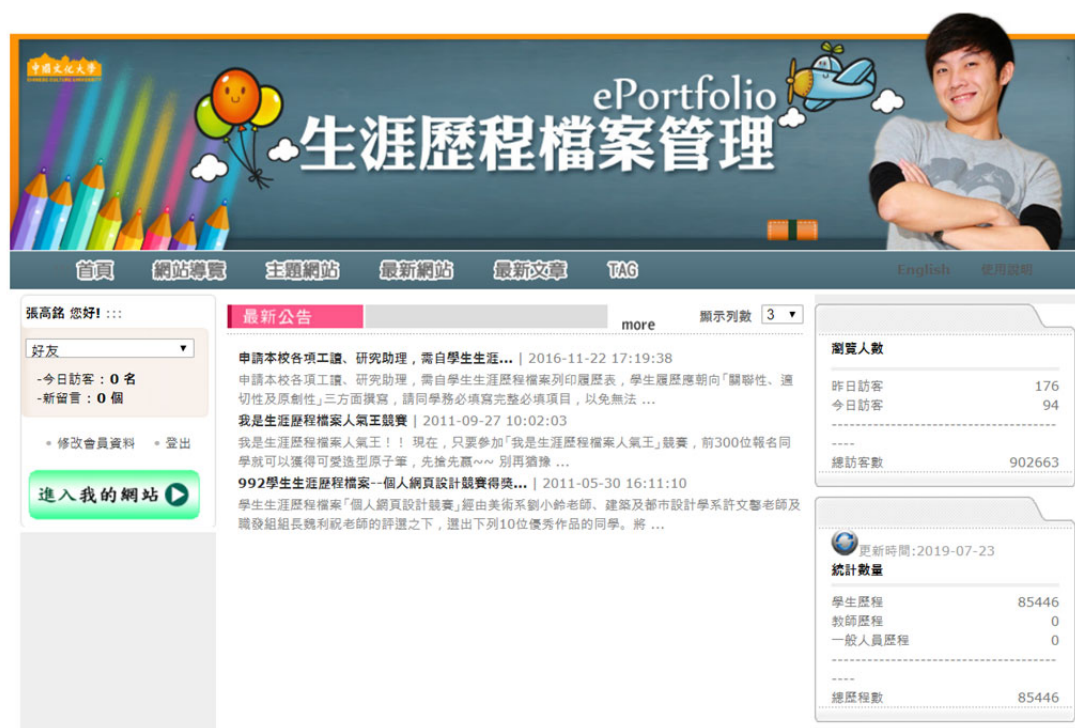 中國文化大學
ePortfolio
生涯歷程檔案管理
首頁 網站導覽 主題網站 最新網站 最新文章 TAG English 使用說明
張高銘 您好! :::
好友
-今日訪客：0 名
-新留言：0 個
修改會員資料 登出
進入我的網站
最新公告 more 顯示列數 3
申請本校各項工讀、研究助理，需自學生生涯... | 2016-11-22 17:19:38
申請本校各項工讀、研究助理，需自學生生涯歷程檔案列印履歷表，學生履歷應朝向「關聯性、適
切性及原創性」三方面撰寫，請同學務必填寫完整必填項目，以免無法 ...
我是生涯歷程檔案人氣王競賽 | 2011-09-27 10:02:03
我是生涯歷程檔案人氣王！！ 現在，只要參加「我是生涯歷程檔案人氣王」競賽，前300位報名同
學就可以獲得可愛造型原子筆，先搶先贏~~ 別再猶豫 ...
992學生生涯歷程檔案--個人網頁設計競賽得獎... | 2011-05-30 16:11:10
學生生涯歷程檔案「個人網頁設計競賽」經由美術系劉小鈴老師、建築及都市設計學系許文馨老師及
職發組組長魏利祝老師的評選之下，選出下列10位優秀作品的同學。將 ...
瀏覽人數
昨日訪客 176
今日訪客 94
------------------------------------
----
總訪客數 902663
更新時間:2019-07-23
統計數量
學生歷程 85446
教師歷程 0
一般人員歷程 0
------------------------------------
----
總歷程數 85446